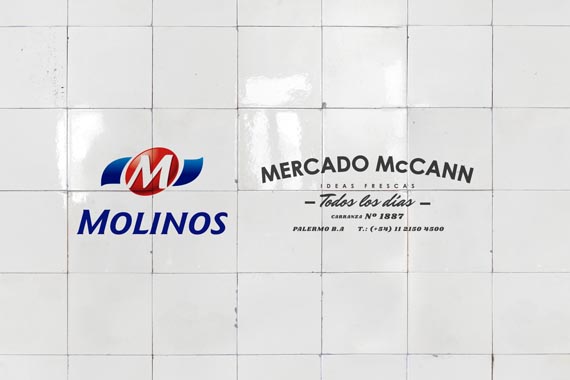 M
MOLINOS
MERCADO McCANN
IDEAS FRESCAS
– Todos los días –
CARRANZA Nº 1887
PALERMO B.A T.: (+54) 11 2150 4500